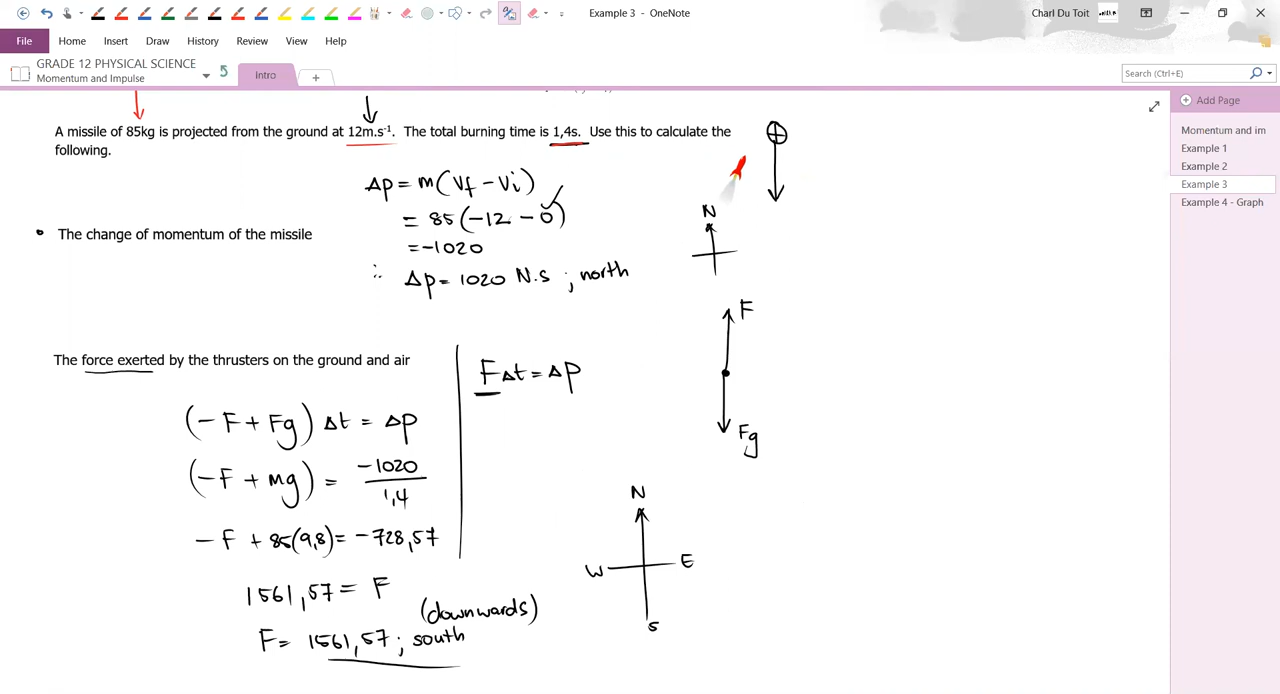 Example 3 - OneNote
Charl Du Toit
File Home Insert Draw History Review View Help
GRADE 12 PHYSICAL SCIENCE
Momentum and Impulse
Intro
+
Search (Ctrl+E)
Add Page
Momentum and im
Example 1
Example 2
Example 3
Example 4 - Graph
A missile of 85kg is projected from the ground at 12m.s⁻¹. The total burning time is 1,4s. Use this to calculate the
following.
Δp = m(Vf - Vi)
= 85(-12 - 0)
= -1020
∴ Δp = 1020 N.S ; north
• The change of momentum of the missile
N
F
Fg
The force exerted by the thrusters on the ground and air
FΔt = Δp
(-F + Fg) Δt = Δp
(-F + mg) = -1020 / 1,4
-F + 85(9,8) = -728,57
1561,57 = F
(downwards)
F = 1561,57 ; south
N
W E
S